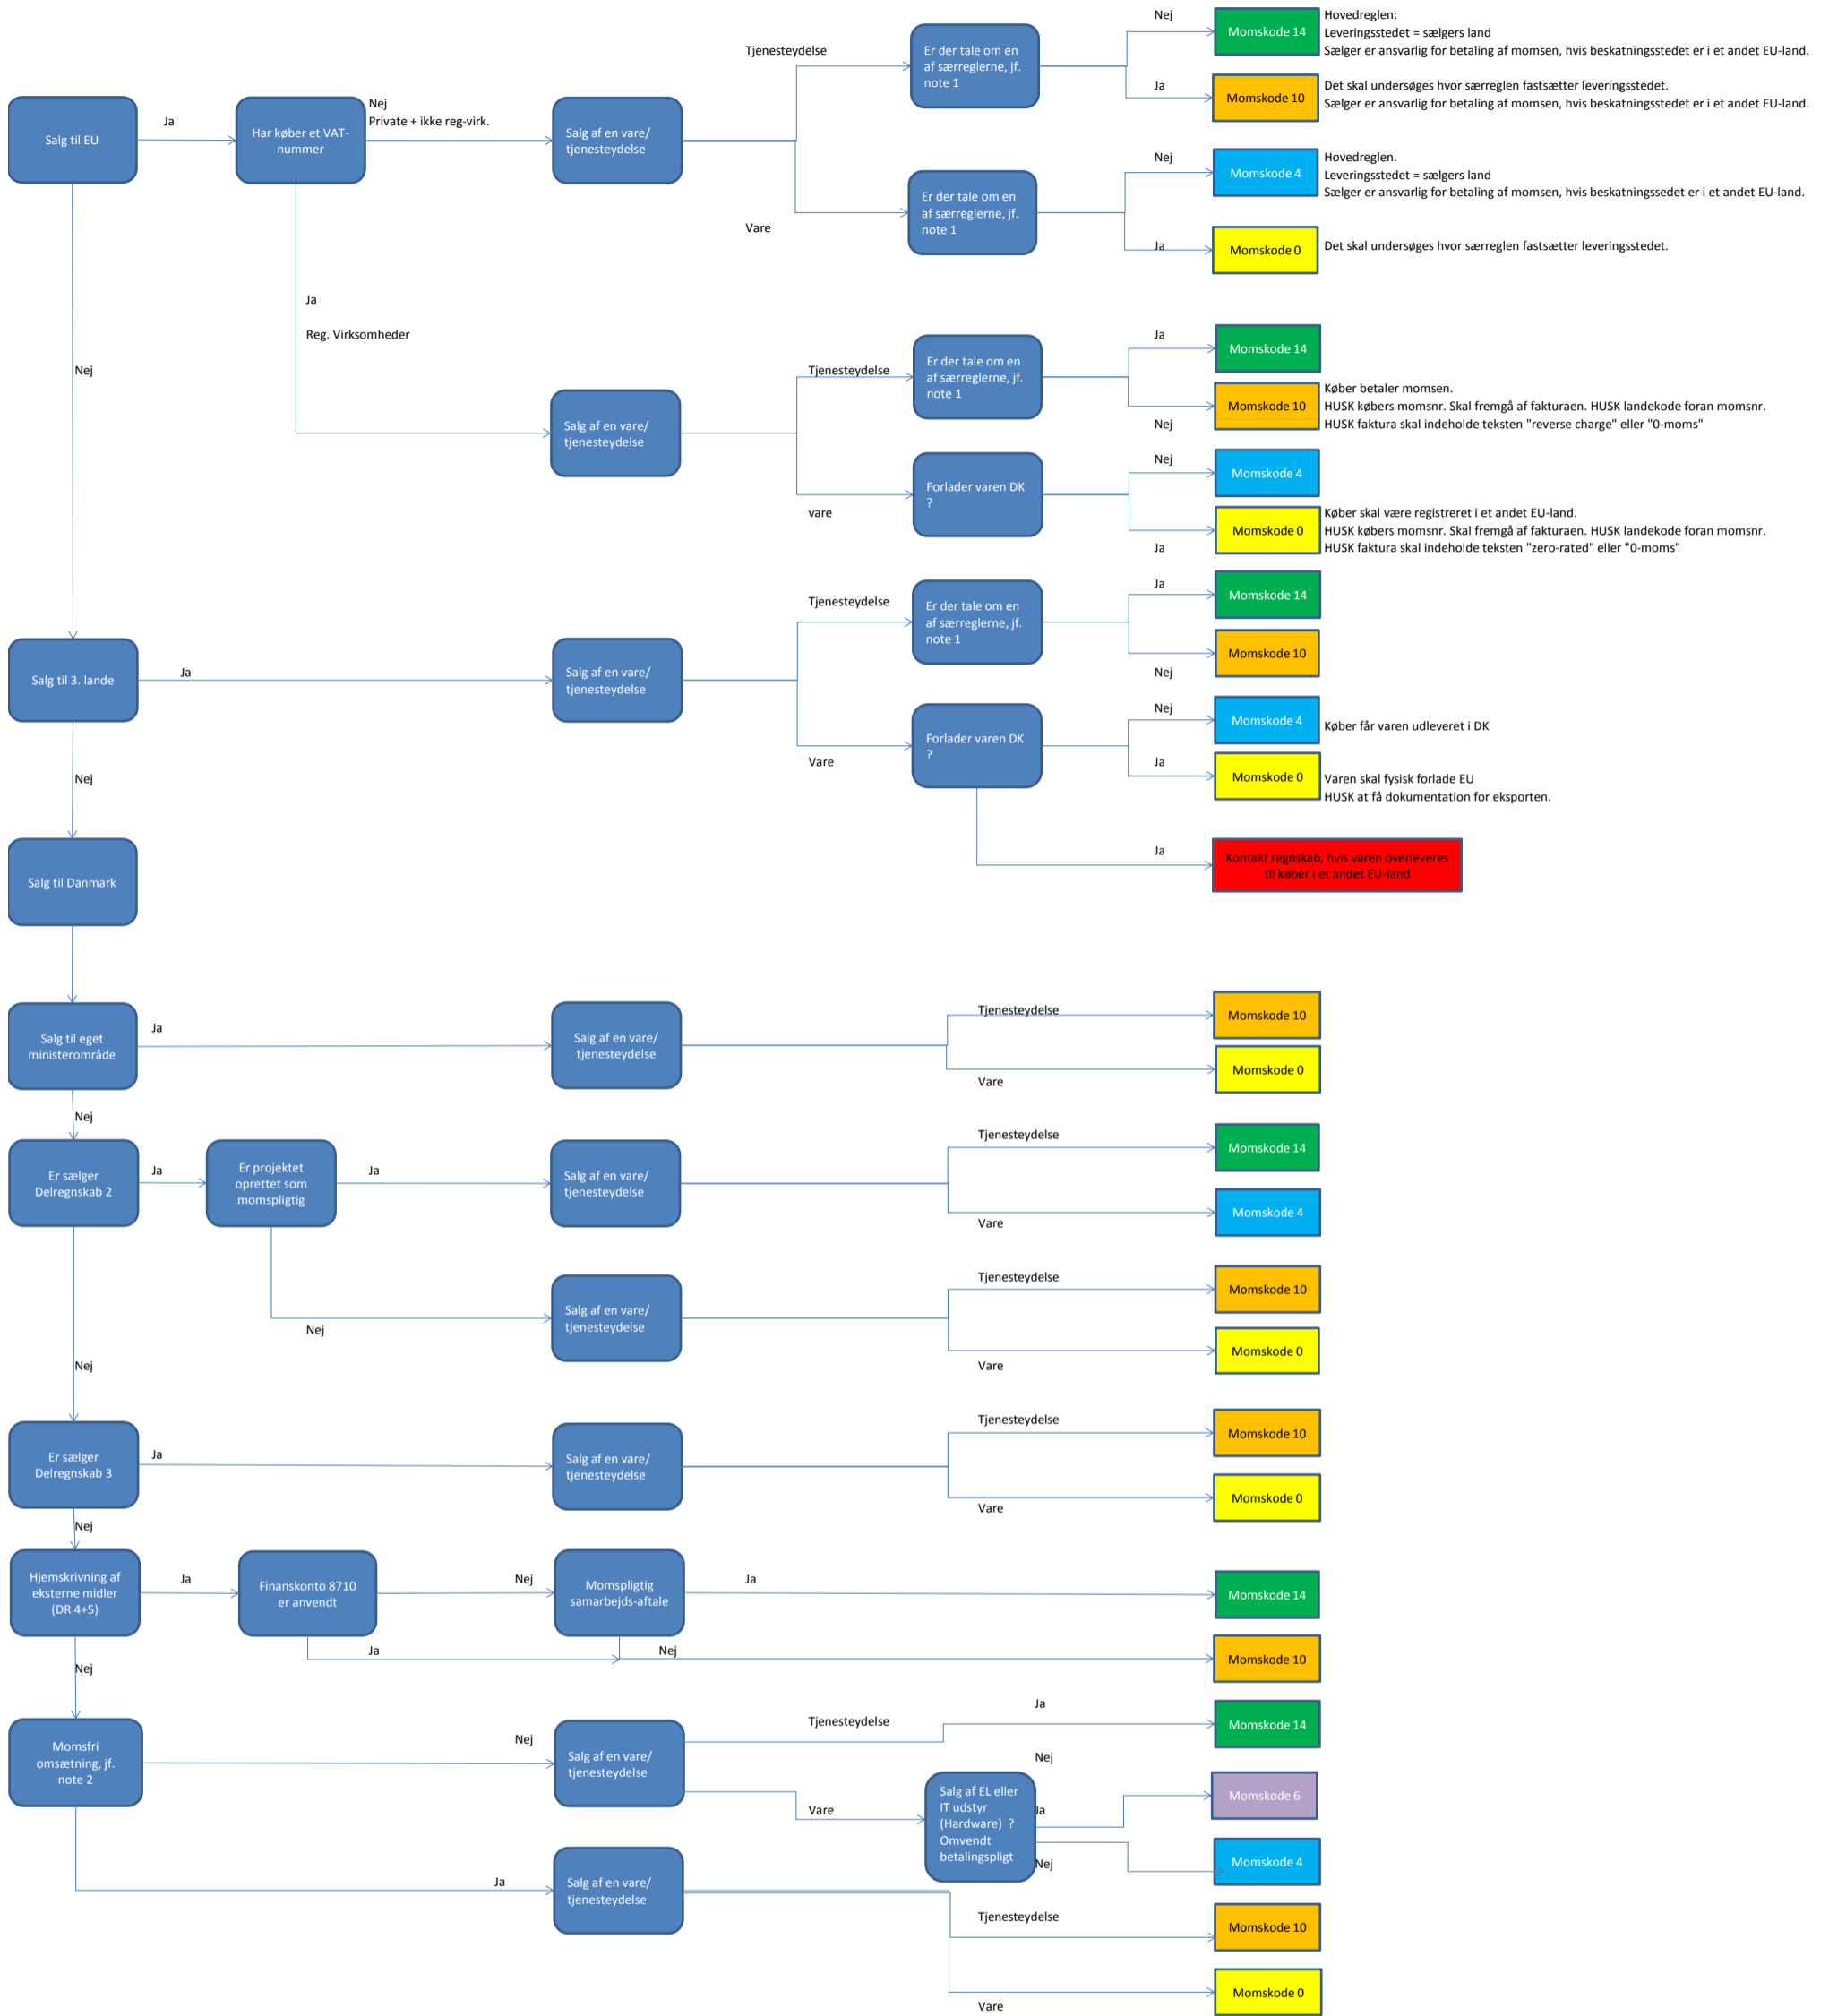 Nej
Momskode 14
Hovedreglen:
Leveringsstedet = sælgers land
Sælger er ansvarlig for betaling af momsen, hvis beskatningsstedet er i et andet EU-land.
Tjenesteydelse
Er der tale om en
af særreglerne, jf.
note 1
Ja
Momskode 10
Det skal undersøges hvor særreglen fastsætter leveringsstedet.
Sælger er ansvarlig for betaling af momsen, hvis beskatningsstedet er i et andet EU-land.
Salg til EU
Ja
Har køber et VAT-
nummer
Nej
Private + ikke reg-virk.
Salg af en vare/
tjenesteydelse
Nej
Momskode 4
Hovedreglen.
Leveringsstedet = sælgers land
Sælger er ansvarlig for betaling af momsen, hvis beskatningssedet er i et andet EU-land.
Vare
Er der tale om en
af særreglerne, jf.
note 1
Ja
Momskode 0
Det skal undersøges hvor særreglen fastsætter leveringsstedet.
Ja
Reg. Virksomheder
Nej
Tjenesteydelse
Er der tale om en
af særreglerne, jf.
note 1
Ja
Momskode 14
Momskode 10
Køber betaler momsen.
HUSK købers momsnr. Skal fremgå af fakturaen. HUSK landekode foran momsnr.
HUSK faktura skal indeholde teksten "reverse charge" eller "0-moms"
Nej
Salg af en vare/
tjenesteydelse
Nej
Momskode 4
vare
Forlader varen DK
?
Momskode 0
Køber skal være registreret i et andet EU-land.
HUSK købers momsnr. Skal fremgå af fakturaen. HUSK landekode foran momsnr.
HUSK faktura skal indeholde teksten "zero-rated" eller "0-moms"
Ja
Tjenesteydelse
Er der tale om en
af særreglerne, jf.
note 1
Ja
Momskode 14
Momskode 10
Nej
Salg til 3. lande
Ja
Salg af en vare/
tjenesteydelse
Nej
Momskode 4
Køber får varen udleveret i DK
Vare
Forlader varen DK
?
Ja
Momskode 0
Varen skal fysisk forlade EU
HUSK at få dokumentation for eksporten.
Nej
Ja
Kontakt regnskab, hvis varen overleveres
til køber i et andet EU-land
Salg til Danmark
Salg til eget
ministerområde
Ja
Salg af en vare/
tjenesteydelse
Tjenesteydelse
Momskode 10
Vare
Momskode 0
Nej
Er sælger
Delregnskab 2
Ja
Er projektet
oprettet som
momspligtig
Ja
Salg af en vare/
tjenesteydelse
Tjenesteydelse
Momskode 14
Vare
Momskode 4
Nej
Salg af en vare/
tjenesteydelse
Tjenesteydelse
Momskode 10
Vare
Momskode 0
Nej
Er sælger
Delregnskab 3
Ja
Salg af en vare/
tjenesteydelse
Tjenesteydelse
Momskode 10
Vare
Momskode 0
Nej
Hjemskrivning af
eksterne midler
(DR 4+5)
Ja
Finanskonto 8710
er anvendt
Nej
Momspligtig
samarbejds-aftale
Ja
Momskode 14
Ja
Nej
Momskode 10
Nej
Momsfri
omsætning, jf.
note 2
Nej
Salg af en vare/
tjenesteydelse
Tjenesteydelse
Ja
Momskode 14
Nej
Vare
Salg af EL eller
IT udstyr
(Hardware) ?
Omvendt
betalingspligt
Ja
Momskode 6
Nej
Momskode 4
Ja
Salg af en vare/
tjenesteydelse
Tjenesteydelse
Momskode 10
Vare
Momskode 0